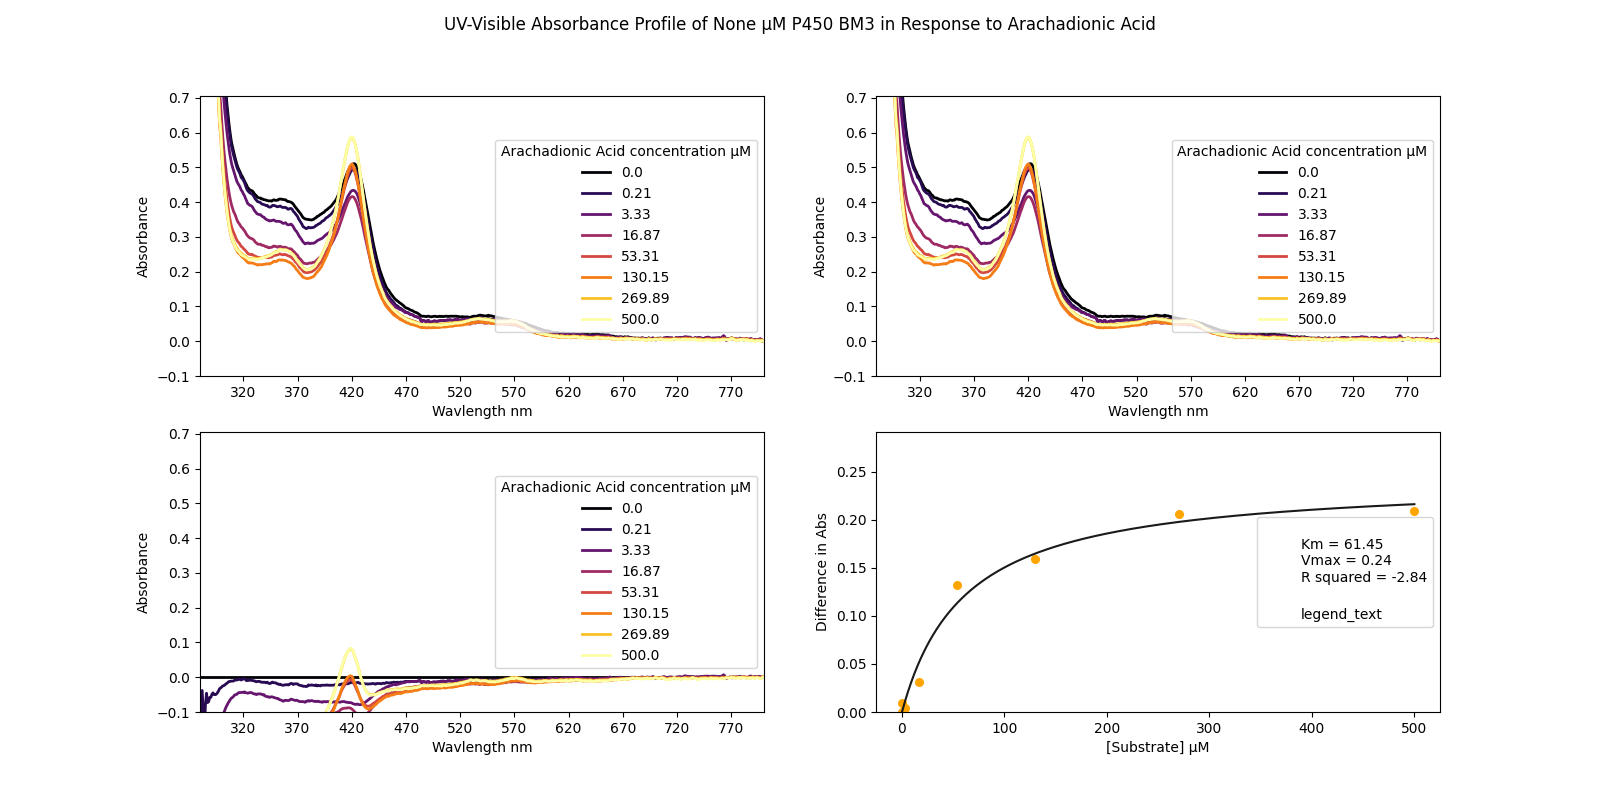 UV-Visible Absorbance Profile of None µM P450 BM3 in Response to Arachadionic Acid
0.7
0.6
0.5
0.4
0.3
0.2
0.1
0.0
−0.1
Absorbance
320 370 420 470 520 570 620 670 720 770
Wavlength nm
Arachadionic Acid concentration µM
0.0
0.21
3.33
16.87
53.31
130.15
269.89
500.0
0.7
0.6
0.5
0.4
0.3
0.2
0.1
0.0
−0.1
Absorbance
320 370 420 470 520 570 620 670 720 770
Wavlength nm
Arachadionic Acid concentration µM
0.0
0.21
3.33
16.87
53.31
130.15
269.89
500.0
0.7
0.6
0.5
0.4
0.3
0.2
0.1
0.0
−0.1
Absorbance
320 370 420 470 520 570 620 670 720 770
Wavlength nm
Arachadionic Acid concentration µM
0.0
0.21
3.33
16.87
53.31
130.15
269.89
500.0
0.25
0.20
0.15
0.10
0.05
0.00
Difference in Abs
0 100 200 300 400 500
[Substrate] µM
Km = 61.45
Vmax = 0.24
R squared = -2.84
legend_text